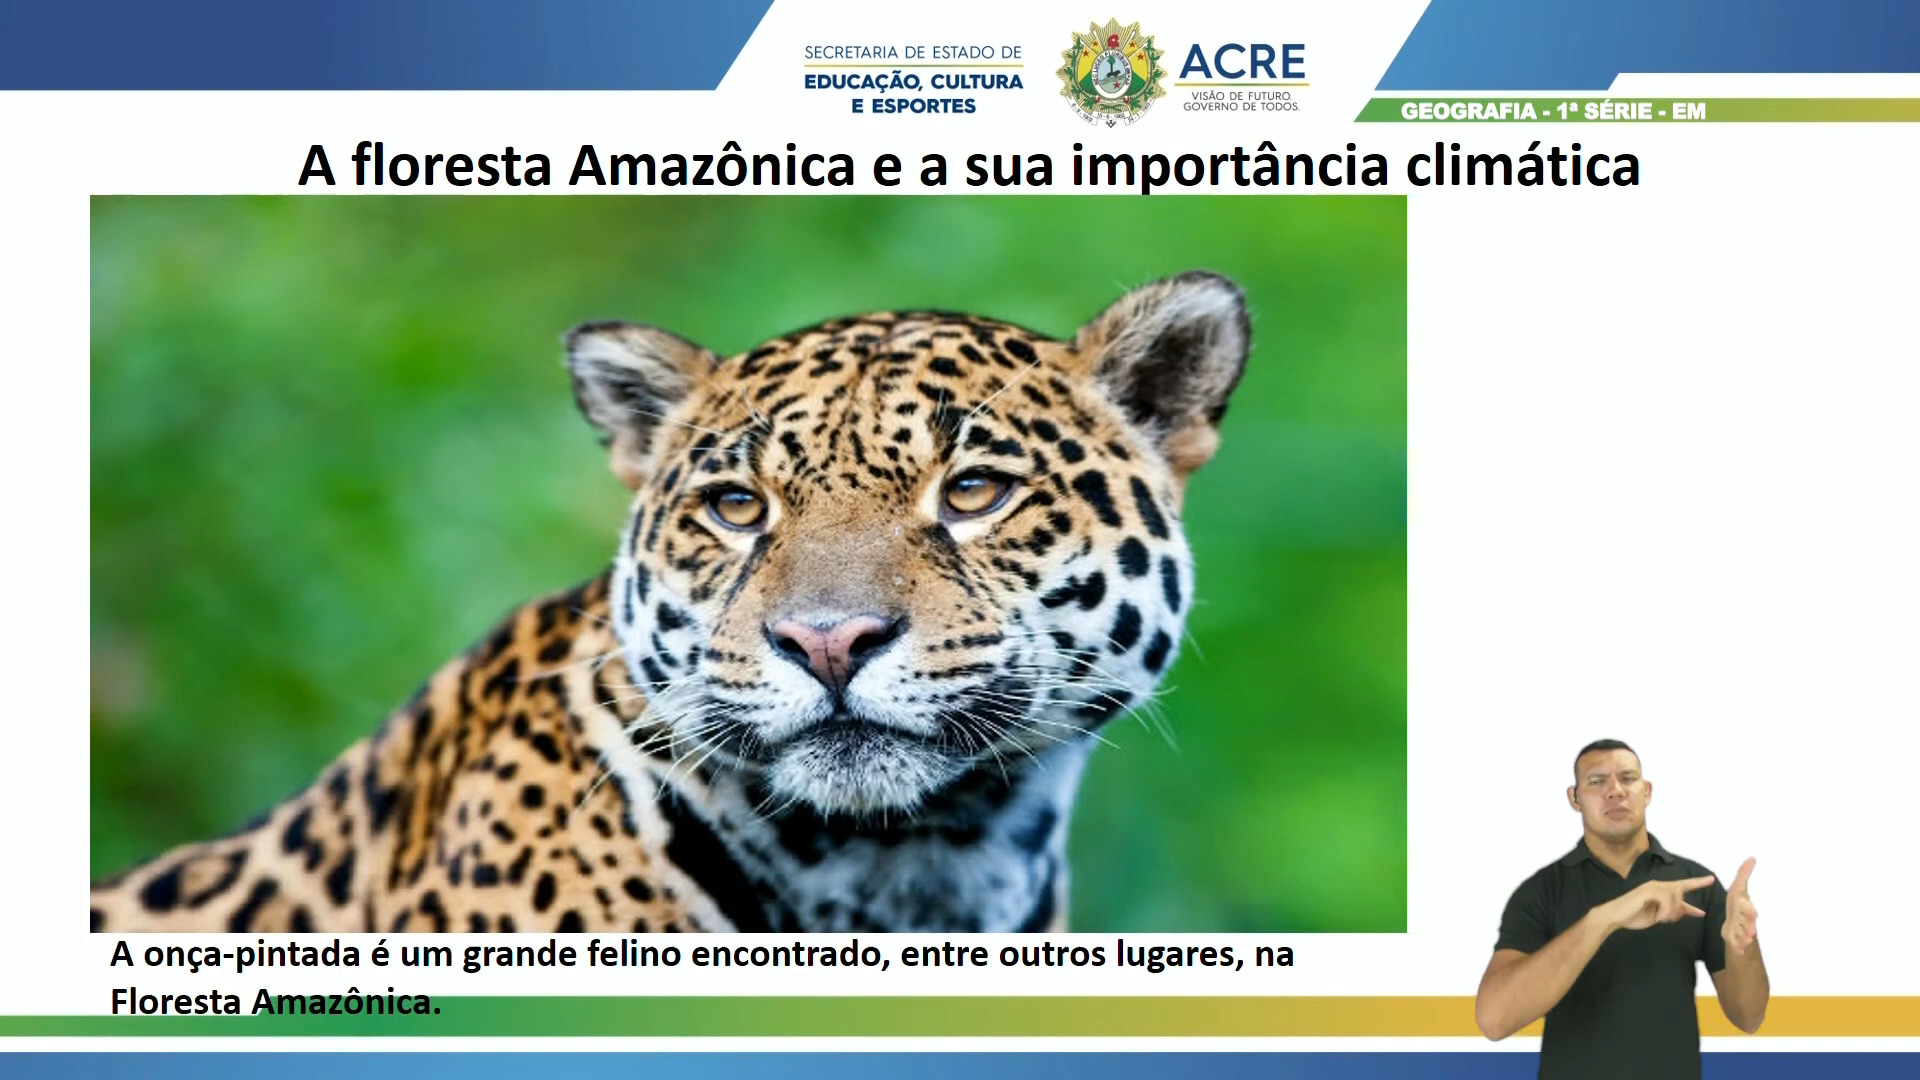 SECRETARIA DE ESTADO DE
EDUCAÇÃO, CULTURA
E ESPORTES
ACRE
VISÃO DE FUTURO.
GOVERNO DE TODOS.
GEOGRAFIA - 1ª SÉRIE - EM
A floresta Amazônica e a sua importância climática
A onça-pintada é um grande felino encontrado, entre outros lugares, na
Floresta Amazônica.